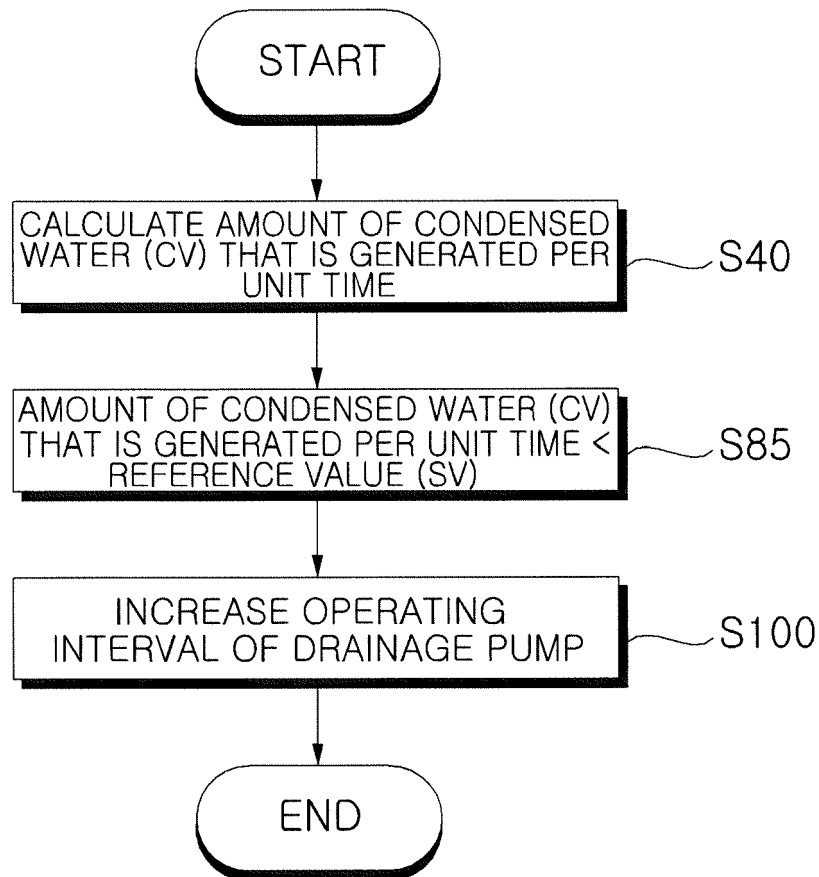 START
CALCULATE AMOUNT OF CONDENSED
WATER (CV) THAT IS GENERATED PER
UNIT TIME
S40
AMOUNT OF CONDENSED WATER (CV)
THAT IS GENERATED PER UNIT TIME <
REFERENCE VALUE (SV)
S85
INCREASE OPERATING
INTERVAL OF DRAINAGE PUMP
S100
END